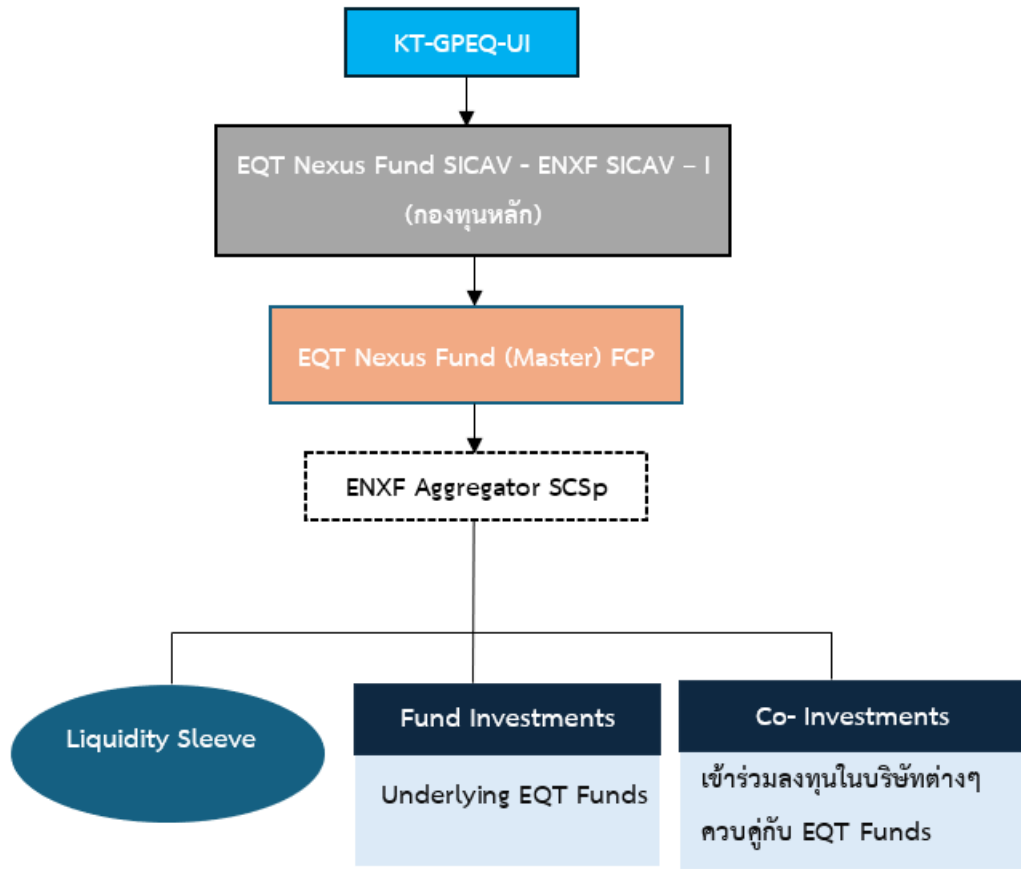 KT-GPEQ-UI
EQT Nexus Fund SICAV - ENXF SICAV – I
(กองทุนหลัก)
EQT Nexus Fund (Master) FCP
ENXF Aggregator SCSp
Liquidity Sleeve
Fund Investments
Underlying EQT Funds
Co- Investments
เข้าร่วมลงทุนในบริษัทต่างๆ
ควบคู่กับ EQT Funds